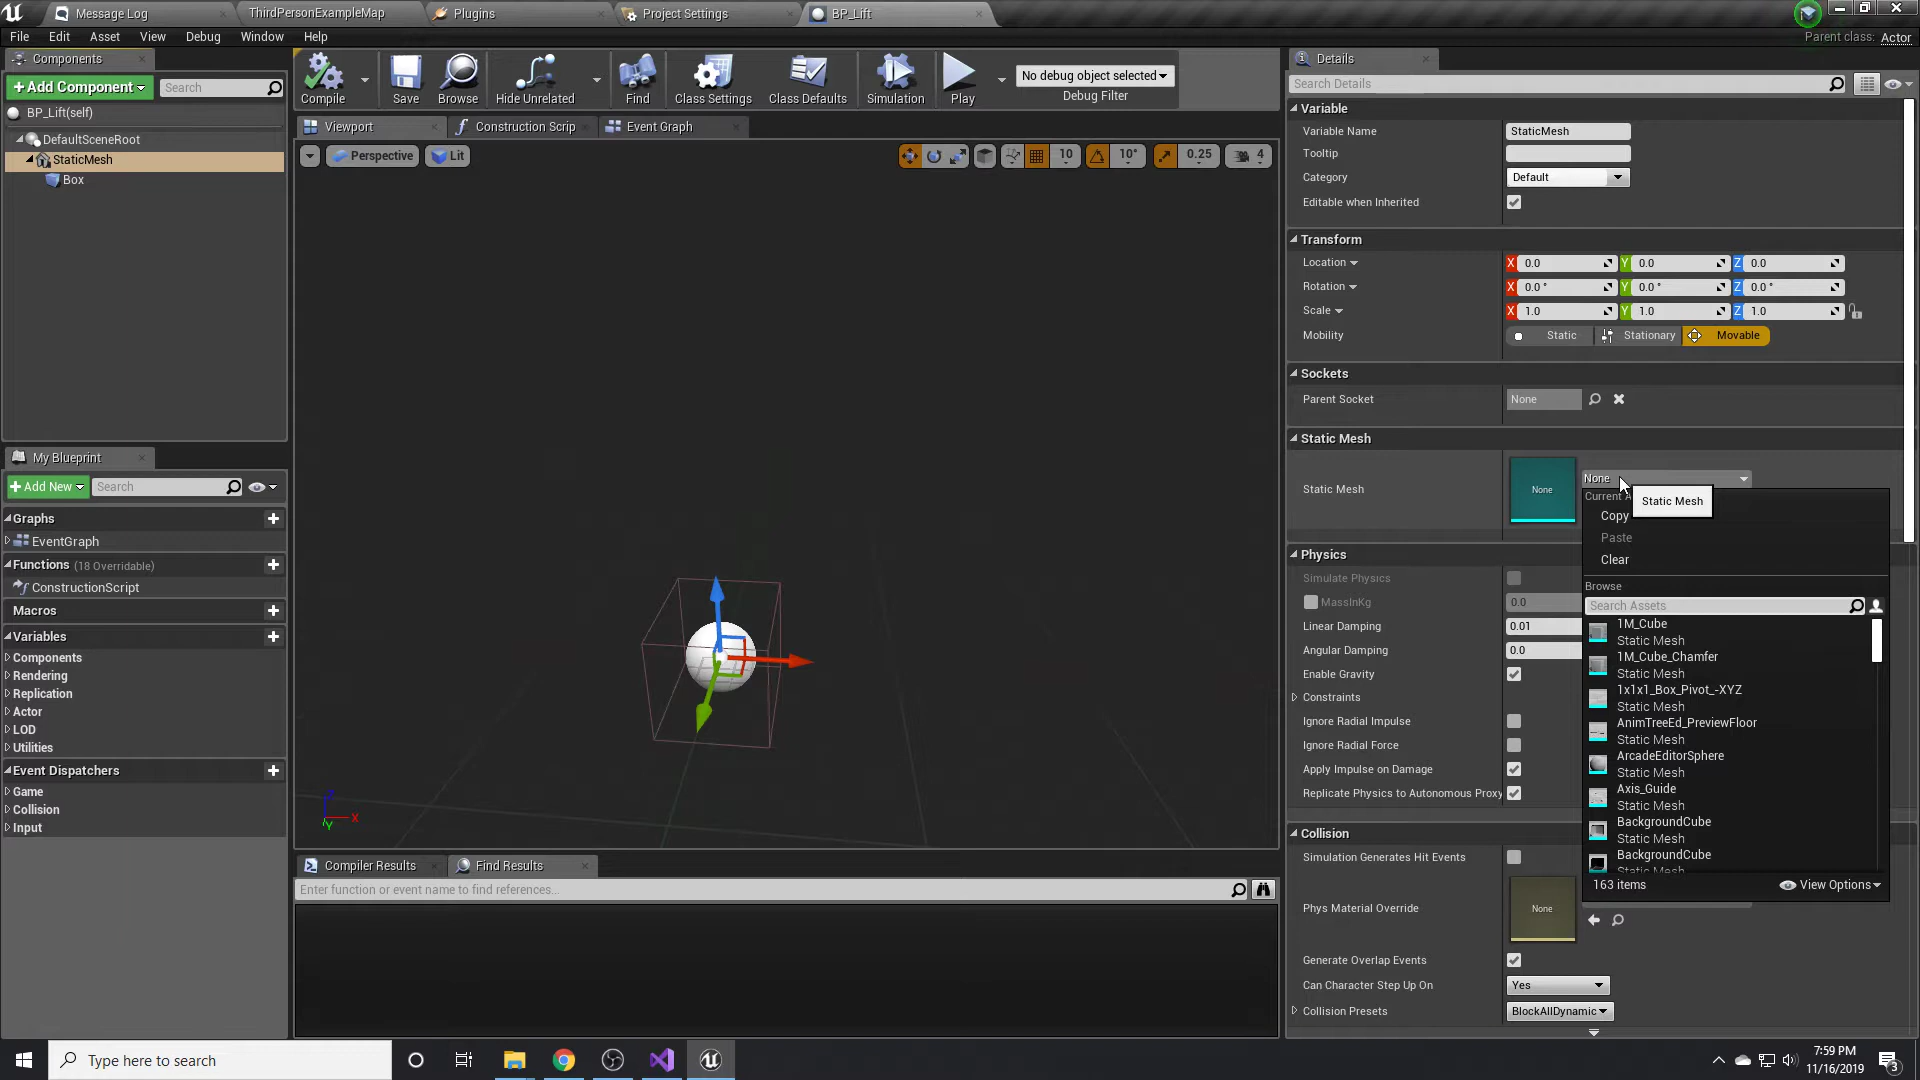 Message Log
ThirdPersonExampleMap
Plugins
Project Settings
BP_Lift
File
Edit
Asset
View
Debug
Window
Help
Parent class: Actor
Components
+Add Component
Search
BP_Lift(self)
DefaultSceneRoot
StaticMesh
Box
Compile
Save
Browse
Hide Unrelated
Find
Class Settings
Class Defaults
Simulation
Play
No debug object selected
Debug Filter
Viewport
Construction Scrip
Event Graph
Perspective
Lit
10
10°
0.25
4
Z
X
Y
My Blueprint
+Add New
Search
Graphs
EventGraph
Functions (18 Overridable)
ConstructionScript
Macros
Variables
Components
Rendering
Replication
Actor
LOD
Utilities
Event Dispatchers
Game
Collision
Input
Compiler Results
Find Results
Enter function or event name to find references...
Details
Search Details
Variable
Variable Name
StaticMesh
Tooltip
Category
Default
Editable when Inherited
Transform
Location
X 0.0
Y 0.0
Z 0.0
Rotation
X 0.0 °
Y 0.0 °
Z 0.0 °
Scale
X 1.0
Y 1.0
Z 1.0
Mobility
Static
Stationary
Movable
Sockets
Parent Socket
None
Static Mesh
Static Mesh
None
None
Current A
Static Mesh
Copy
Paste
Clear
Browse
Search Assets
1M_Cube
Static Mesh
1M_Cube_Chamfer
Static Mesh
1x1x1_Box_Pivot_-XYZ
Static Mesh
AnimTreeEd_PreviewFloor
Static Mesh
ArcadeEditorSphere
Static Mesh
Axis_Guide
Static Mesh
BackgroundCube
Static Mesh
BackgroundCube
Static Mesh
163 items
View Options
Physics
Simulate Physics
MassInKg
0.0
Linear Damping
0.01
Angular Damping
0.0
Enable Gravity
Constraints
Ignore Radial Impulse
Ignore Radial Force
Apply Impulse on Damage
Replicate Physics to Autonomous Proxy
Collision
Simulation Generates Hit Events
Phys Material Override
None
Generate Overlap Events
Can Character Step Up On
Yes
Collision Presets
BlockAllDynamic
Type here to search
7:59 PM
11/16/2019
3